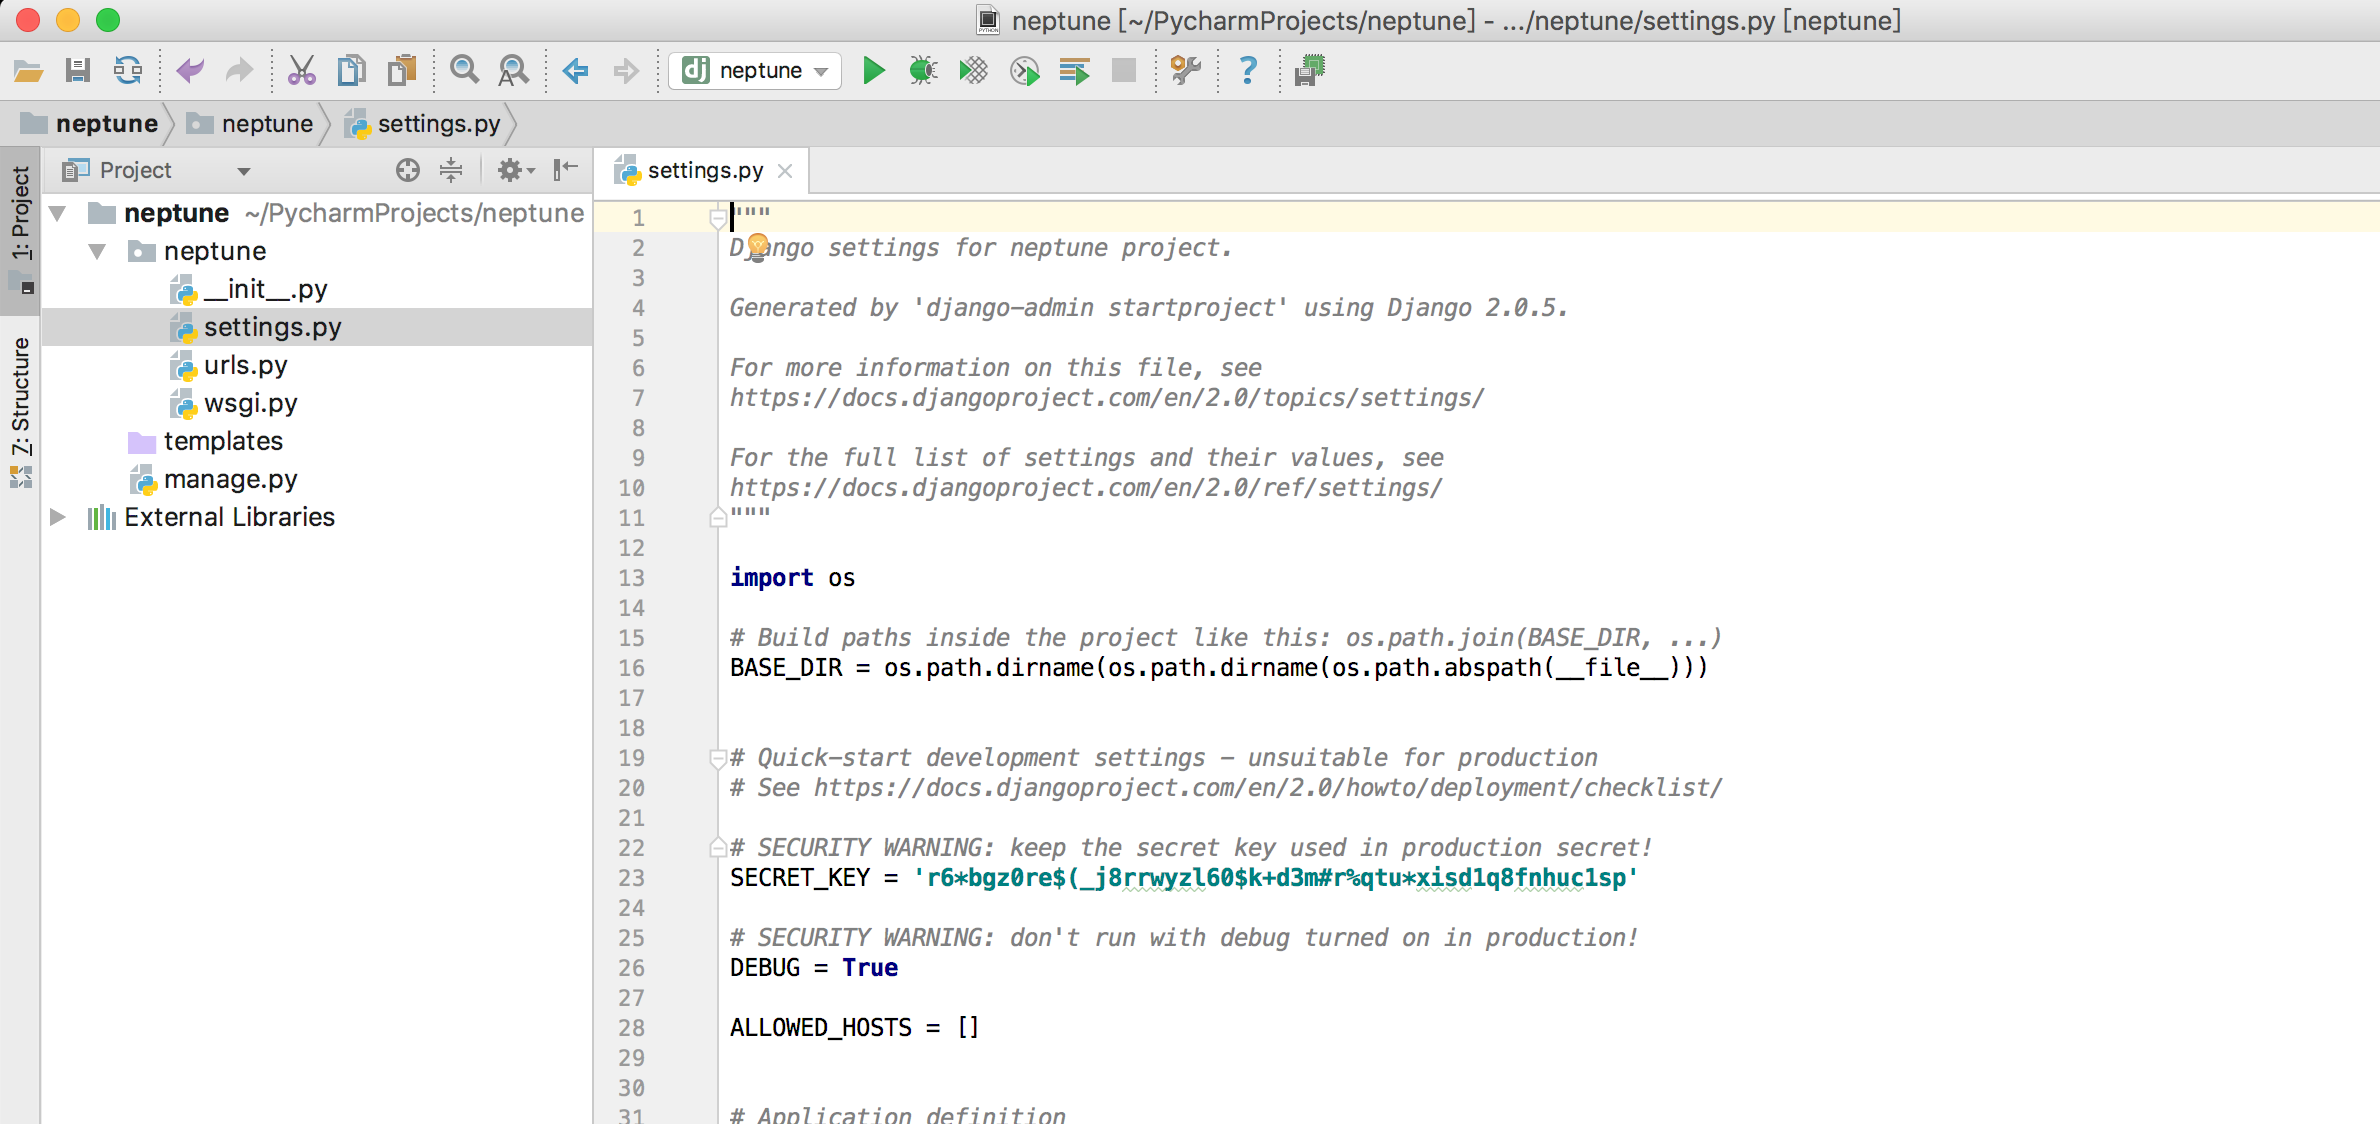 neptune [~/PycharmProjects/neptune] - .../neptune/settings.py [neptune]
dj neptune
neptune neptune settings.py
1: Project
7: Structure
Project
neptune ~/PycharmProjects/neptune
neptune
__init__.py
settings.py
urls.py
wsgi.py
templates
manage.py
External Libraries
settings.py
1 """
2 Django settings for neptune project.
3
4 Generated by 'django-admin startproject' using Django 2.0.5.
5
6 For more information on this file, see
7 https://docs.djangoproject.com/en/2.0/topics/settings/
8
9 For the full list of settings and their values, see
10 https://docs.djangoproject.com/en/2.0/ref/settings/
11 """
12
13 import os
14
15 # Build paths inside the project like this: os.path.join(BASE_DIR, ...)
16 BASE_DIR = os.path.dirname(os.path.dirname(os.path.abspath(__file__)))
17
18
19 # Quick-start development settings - unsuitable for production
20 # See https://docs.djangoproject.com/en/2.0/howto/deployment/checklist/
21
22 # SECURITY WARNING: keep the secret key used in production secret!
23 SECRET_KEY = 'r6*bgz0re$(_j8rrwyzl60$k+d3m#r%qtu*xisd1q8fnhuc1sp'
24
25 # SECURITY WARNING: don't run with debug turned on in production!
26 DEBUG = True
27
28 ALLOWED_HOSTS = []
29
30
31 # Application definition